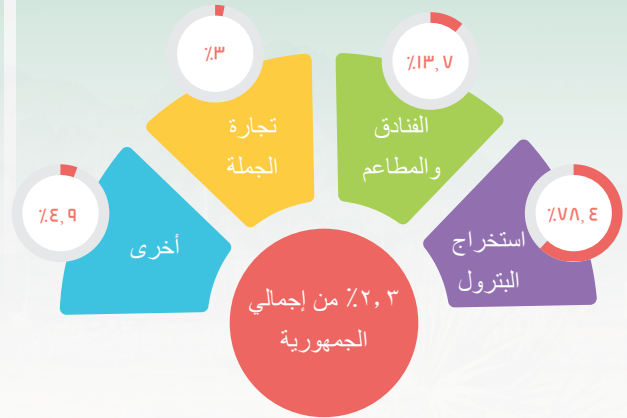 ٪٣
٪١٣,٧
تجارة
الجملة
الفنادق
والمطاعم
٪٤,٩
٪٧٨,٤
أخرى
استخراج
البترول
٢,٣٪ من إجمالي
الجمهورية